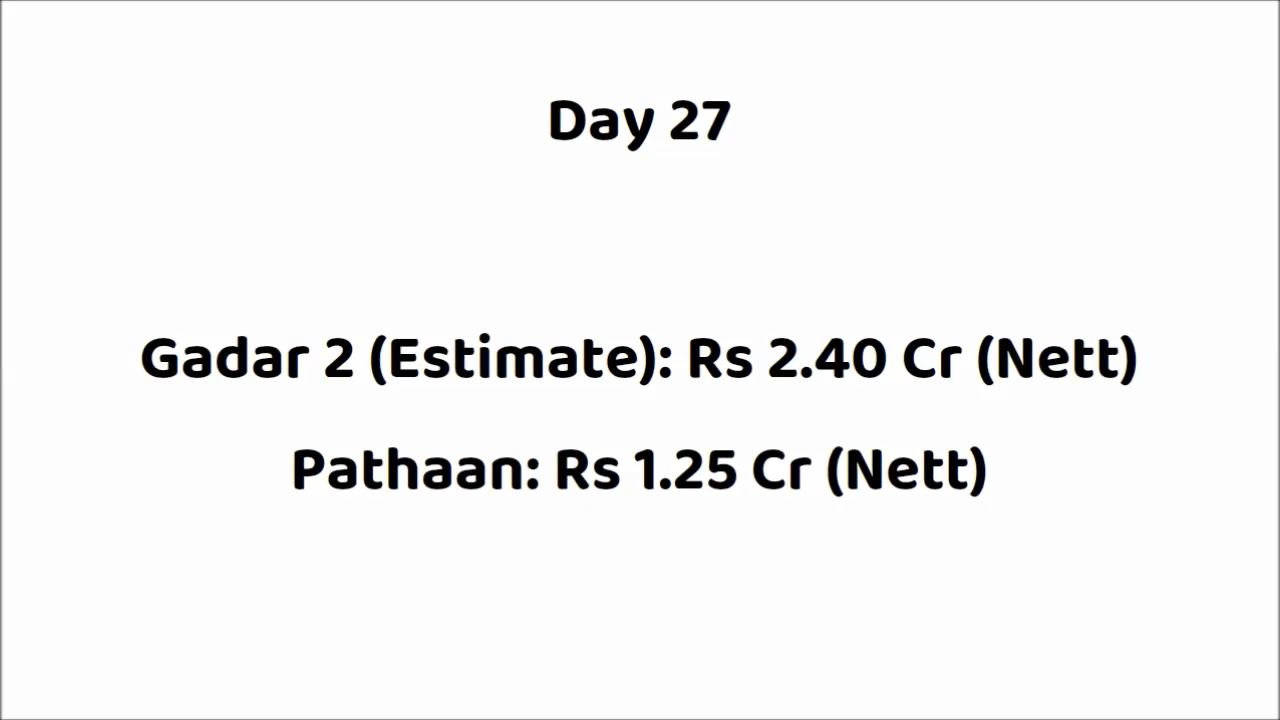 Day 27
Gadar 2 (Estimate): Rs 2.40 Cr (Nett)
Pathaan: Rs 1.25 Cr (Nett)